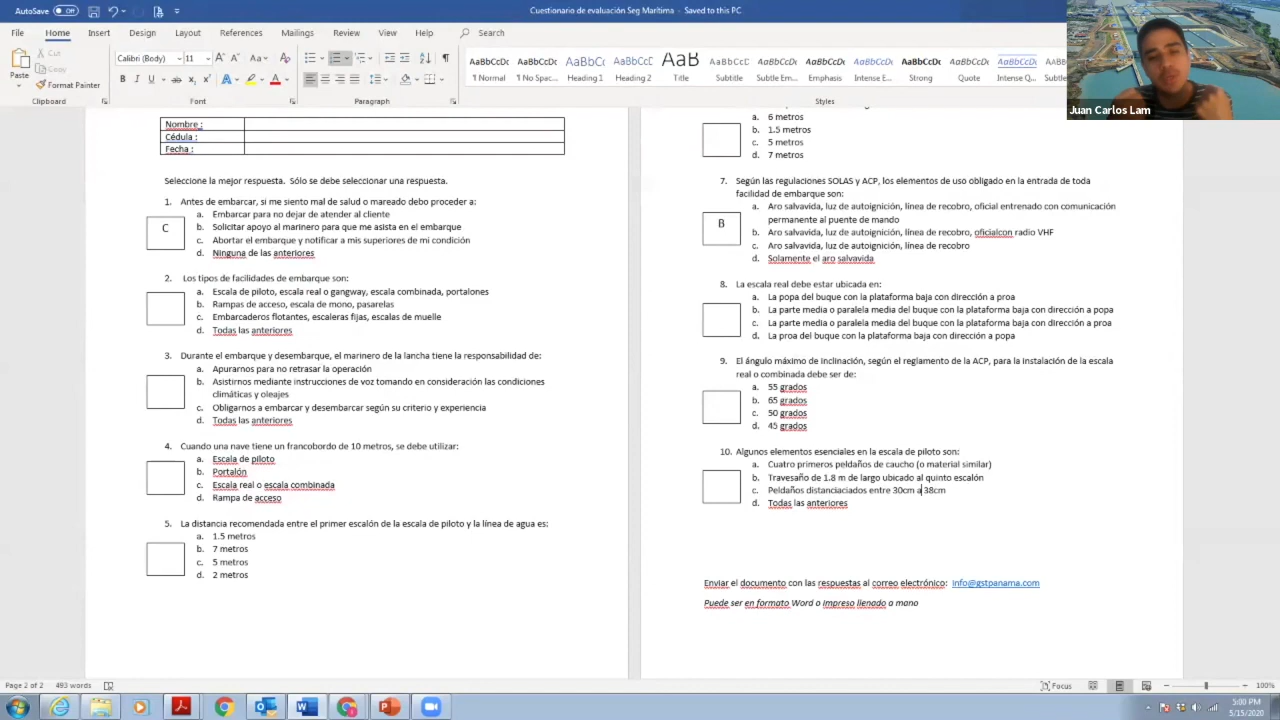 AutoSave Off
Cuestionario de evaluación Seg Marítima - Saved to this PC
File Home Insert Design Layout References Mailings Review View Help Search
Cut
Copy
Format Painter
Paste
Calibri (Body) 11
Clipboard
Font
Paragraph
Styles
¶ Normal
¶ No Spac...
Heading 1
Heading 2
Title
Subtitle
Subtle Em...
Emphasis
Intense E...
Strong
Quote
Intense Q...
Juan Carlos Lam
Nombre :
Cédula :
Fecha :
Seleccione la mejor respuesta. Sólo se debe seleccionar una respuesta.
1. Antes de embarcar, si me siento mal de salud o mareado debo proceder a:
C
a. Embarcar para no dejar de atender al cliente
b. Solicitar apoyo al marinero para que me asista en el embarque
c. Abortar el embarque y notificar a mis superiores de mi condición
d. Ninguna de las anteriores
2. Los tipos de facilidades de embarque son:
a. Escala de piloto, escala real o gangway, escala combinada, portalones
b. Rampas de acceso, escala de mono, pasarelas
c. Embarcaderos flotantes, escaleras fijas, escalas de muelle
d. Todas las anteriores
3. Durante el embarque y desembarque, el marinero de la lancha tiene la responsabilidad de:
a. Apurarnos para no retrasar la operación
b. Asistirnos mediante instrucciones de voz tomando en consideración las condiciones
climáticas y oleajes
c. Obligarnos a embarcar y desembarcar según su criterio y experiencia
d. Todas las anteriores
4. Cuando una nave tiene un francobordo de 10 metros, se debe utilizar:
a. Escala de piloto
b. Portalón
c. Escala real o escala combinada
d. Rampa de acceso
5. La distancia recomendada entre el primer escalón de la escala de piloto y la línea de agua es:
a. 1.5 metros
b. 7 metros
c. 5 metros
d. 2 metros
a. 6 metros
b. 1.5 metros
c. 5 metros
d. 7 metros
7. Según las regulaciones SOLAS y ACP, los elementos de uso obligado en la entrada de toda
facilidad de embarque son:
B
a. Aro salvavida, luz de autoignición, línea de recobro, oficial entrenado con comunicación
permanente al puente de mando
b. Aro salvavida, luz de autoignición, línea de recobro, oficialcon radio VHF
c. Aro salvavida, luz de autoignición, línea de recobro
d. Solamente el aro salvavida
8. La escala real debe estar ubicada en:
a. La popa del buque con la plataforma baja con dirección a proa
b. La parte media o paralela media del buque con la plataforma baja con dirección a popa
c. La parte media o paralela media del buque con la plataforma baja con dirección a proa
d. La proa del buque con la plataforma baja con dirección a popa
9. El ángulo máximo de inclinación, según el reglamento de la ACP, para la instalación de la escala
real o combinada debe ser de:
a. 55 grados
b. 65 grados
c. 50 grados
d. 45 grados
10. Algunos elementos esenciales en la escala de piloto son:
a. Cuatro primeros peldaños de caucho (o material similar)
b. Travesaño de 1.8 m de largo ubicado al quinto escalón
c. Peldaños distanciaciados entre 30cm a 38cm
d. Todas las anteriores
Enviar el documento con las respuestas al correo electrónico: info@gstpanama.com
Puede ser en formato Word o impreso llenado a mano
Page 2 of 2 493 words
Focus
100%
5:00 PM
5/15/2020